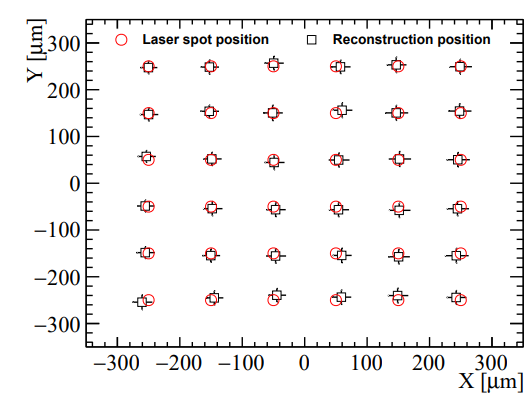 Y [μm]
Laser spot position
Reconstruction position
300
200
100
0
−100
−200
−300
−300 −200 −100 0 100 200 300
X [μm]